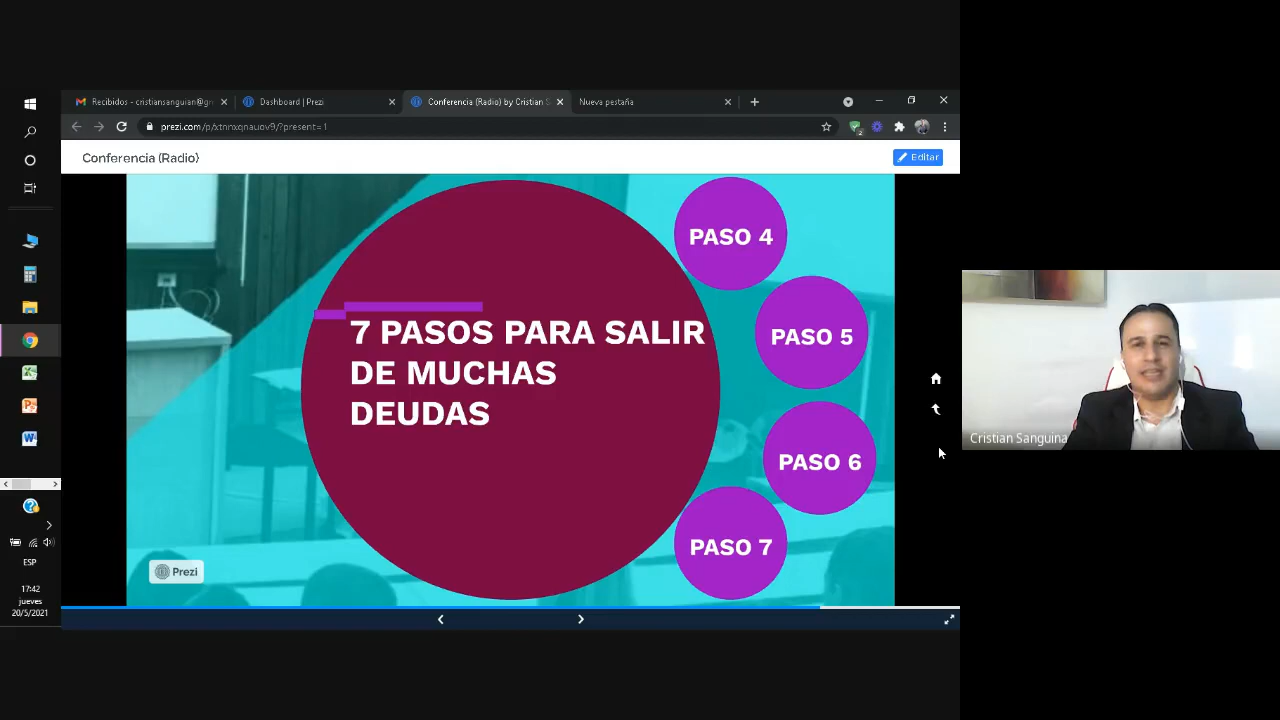 Recibidos - cristiansanguian@gm
Dashboard | Prezi
Conferencia (Radio) by Cristian S
Nueva pestaña
prezi.com/p/xtnnxqnauov9/?present=1
2
Conferencia (Radio)
Editar
PASO 4
7 PASOS PARA SALIR
DE MUCHAS
DEUDAS
PASO 5
PASO 6
PASO 7
Prezi
Cristian Sanguina
ESP
17:42
jueves
20/5/2021